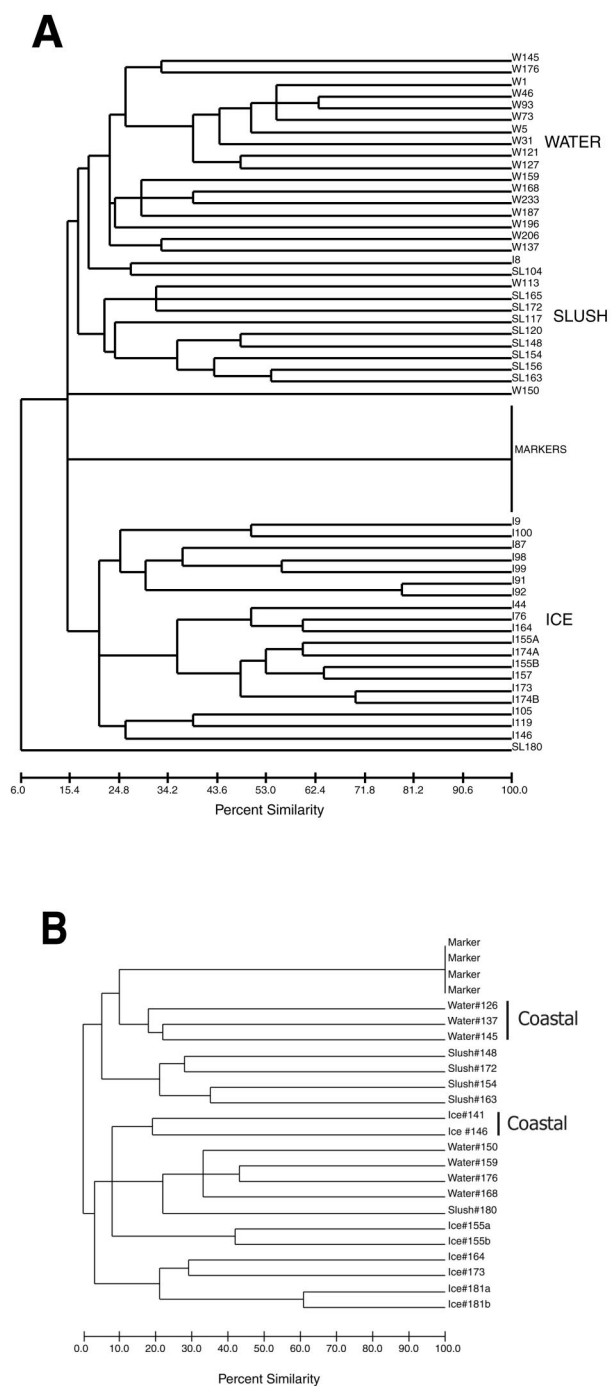 A
W145
W176
W1
W46
W93
W73
W5
W31
WATER
W121
W127
W159
W168
W233
W187
W196
W206
W137
I8
SL104
W113
SL165
SL172
SLUSH
SL117
SL120
SL148
SL154
SL156
SL163
W150
MARKERS
I9
I100
I87
I98
I99
I91
I92
I44
I76
ICE
I164
I155A
I174A
I155B
I157
I173
I174B
I105
I119
I146
SL180
6.0 15.4 24.8 34.2 43.6 53.0 62.4 71.8 81.2 90.6 100.0
Percent Similarity
B
Marker
Marker
Marker
Marker
Water#126
Water#137 Coastal
Water#145
Slush#148
Slush#172
Slush#154
Slush#163
Ice#141
Coastal
Ice #146
Water#150
Water#159
Water#176
Water#168
Slush#180
Ice#155a
Ice#155b
Ice#164
Ice#173
Ice#181a
Ice#181b
0.0 10.0 20.0 30.0 40.0 50.0 60.0 70.0 80.0 90.0 100.0
Percent Similarity